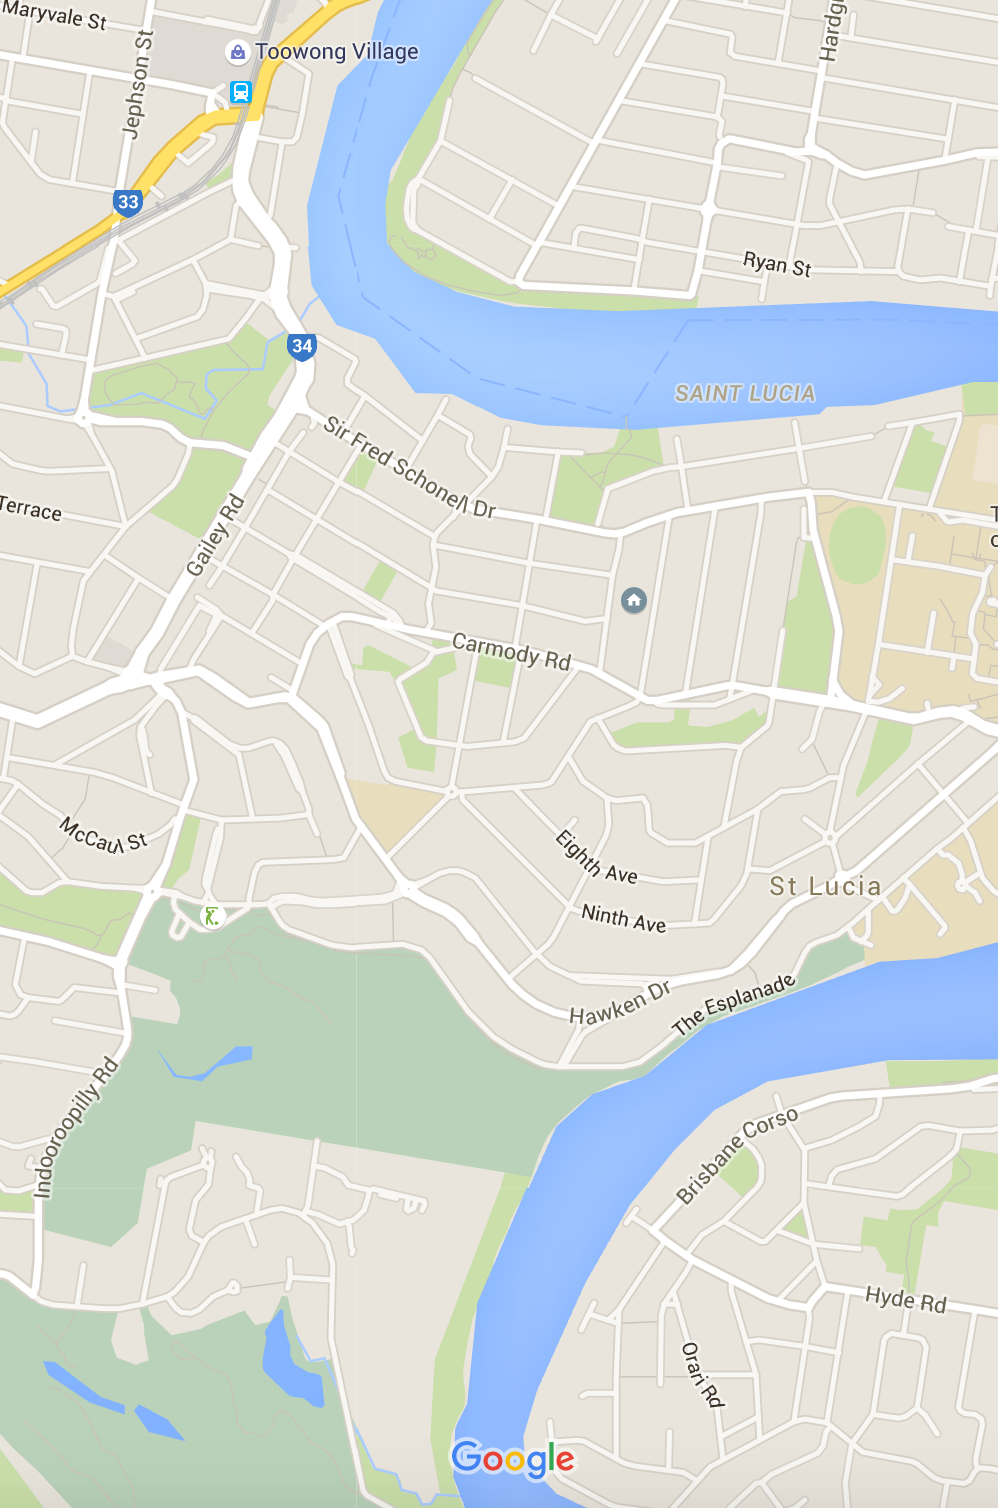 Maryvale St
Jephson St
Toowong Village
33
Ryan St
34
SAINT LUCIA
Sir Fred Schonell Dr
Terrace
Gailey Rd
Carmody Rd
McCaul St
Eighth Ave
St Lucia
Ninth Ave
Hawken Dr
The Esplanade
Indooroopilly Rd
Brisbane Corso
Hyde Rd
Orari Rd
Google